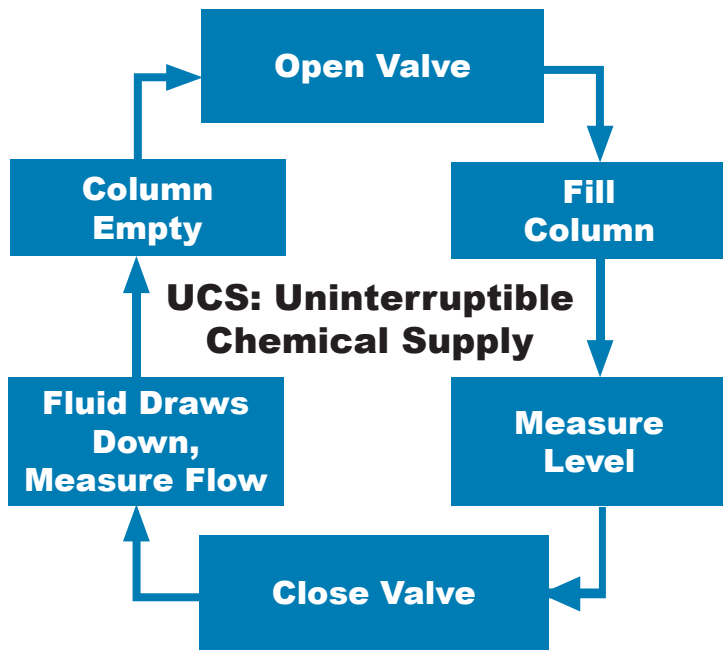 Open Valve
Fill
Column
Measure
Level
Close Valve
Fluid Draws
Down,
Measure Flow
Column
Empty
UCS: Uninterruptible
Chemical Supply